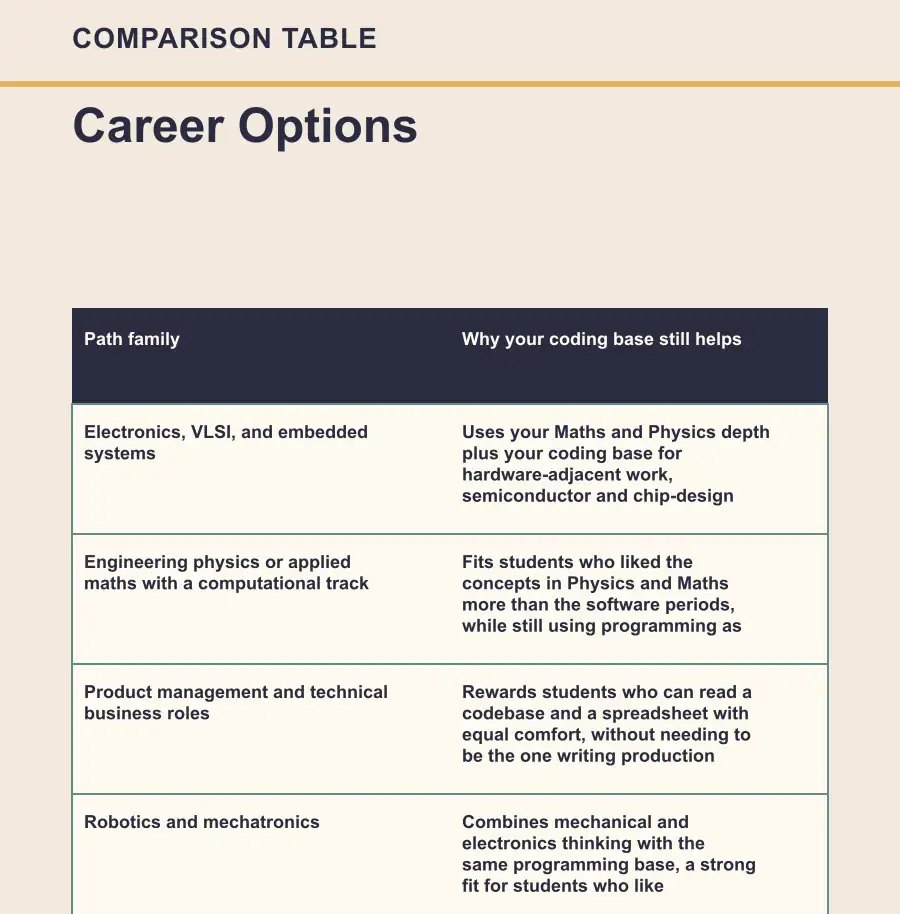 COMPARISON TABLE
Career Options
Path family
Why your coding base still helps
Electronics, VLSI, and embedded
systems
Uses your Maths and Physics depth
plus your coding base for
hardware-adjacent work,
semiconductor and chip-design
Engineering physics or applied
maths with a computational track
Fits students who liked the
concepts in Physics and Maths
more than the software periods,
while still using programming as
Product management and technical
business roles
Rewards students who can read a
codebase and a spreadsheet with
equal comfort, without needing to
be the one writing production
Robotics and mechatronics
Combines mechanical and
electronics thinking with the
same programming base, a strong
fit for students who like